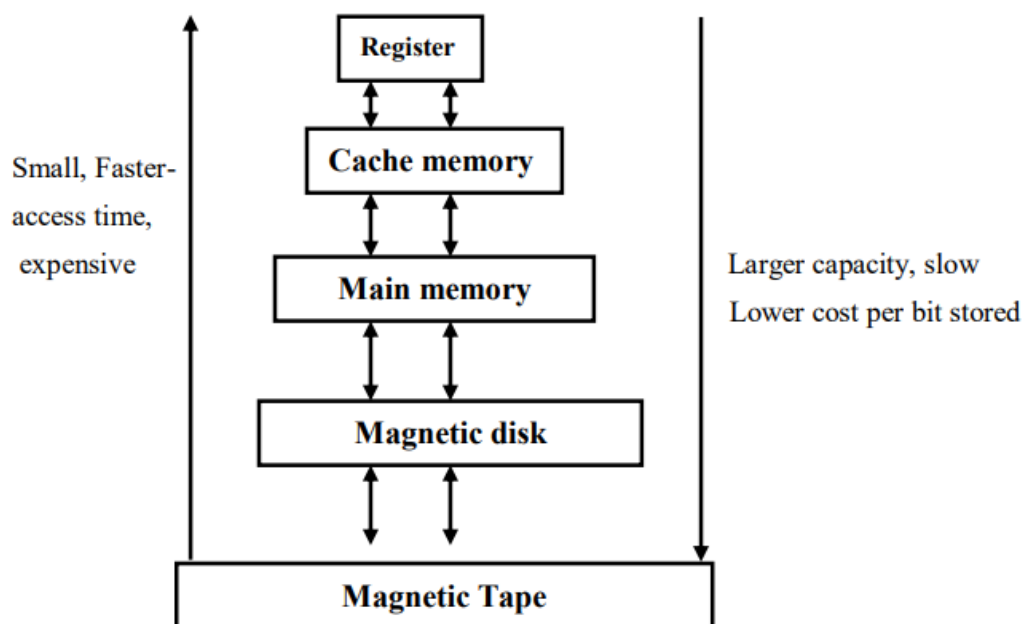 Register
Cache memory
Small, Faster-
access time,
expensive
Main memory
Larger capacity, slow
Lower cost per bit stored
Magnetic disk
Magnetic Tape